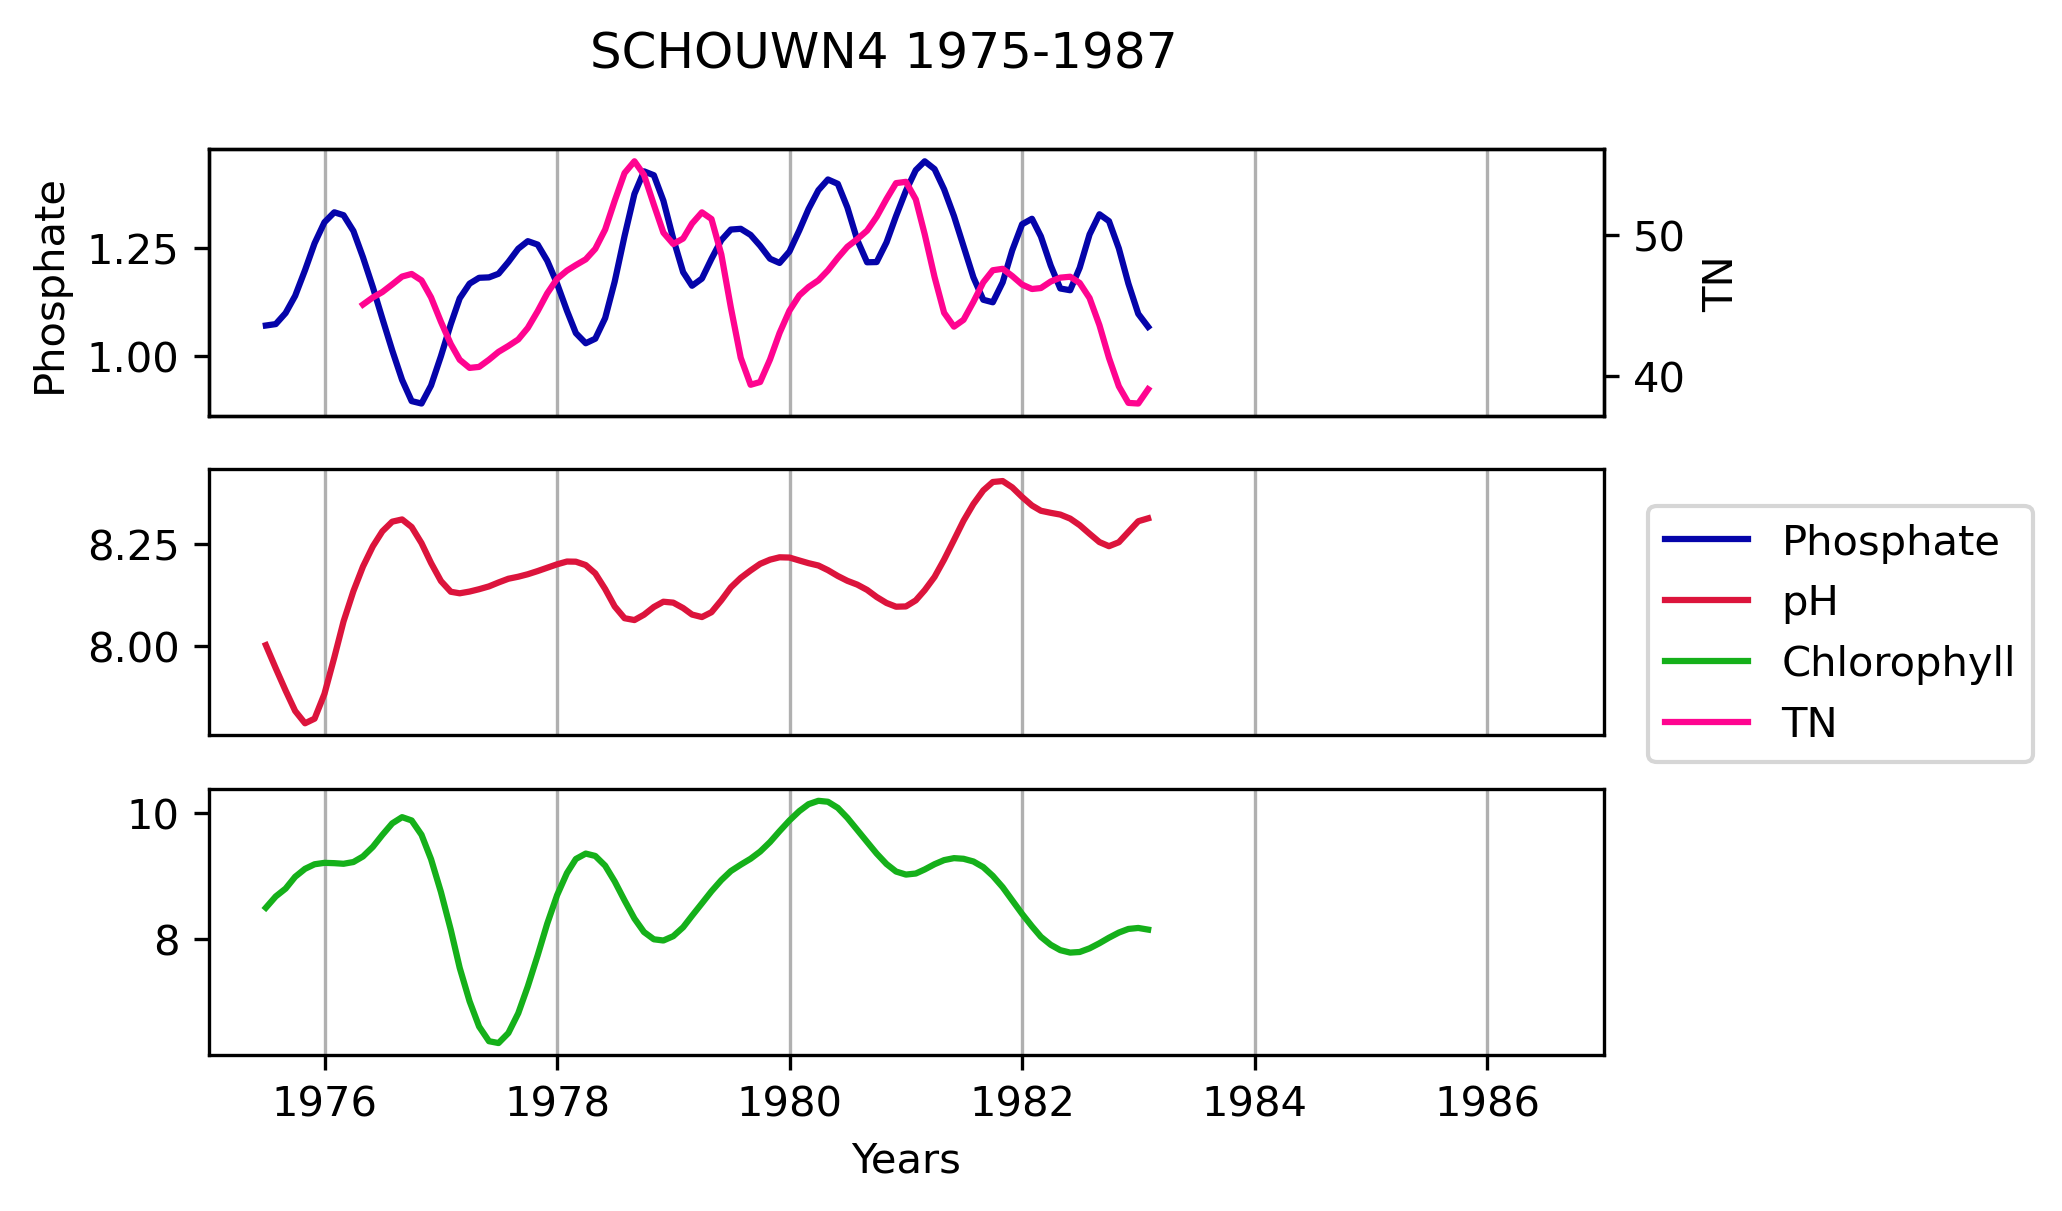 SCHOUWN4 1975-1987
Phosphate
1.25
1.00
50
40
TN
8.25
8.00
Phosphate
pH
Chlorophyll
TN
10
8
1976 1978 1980 1982 1984 1986
Years